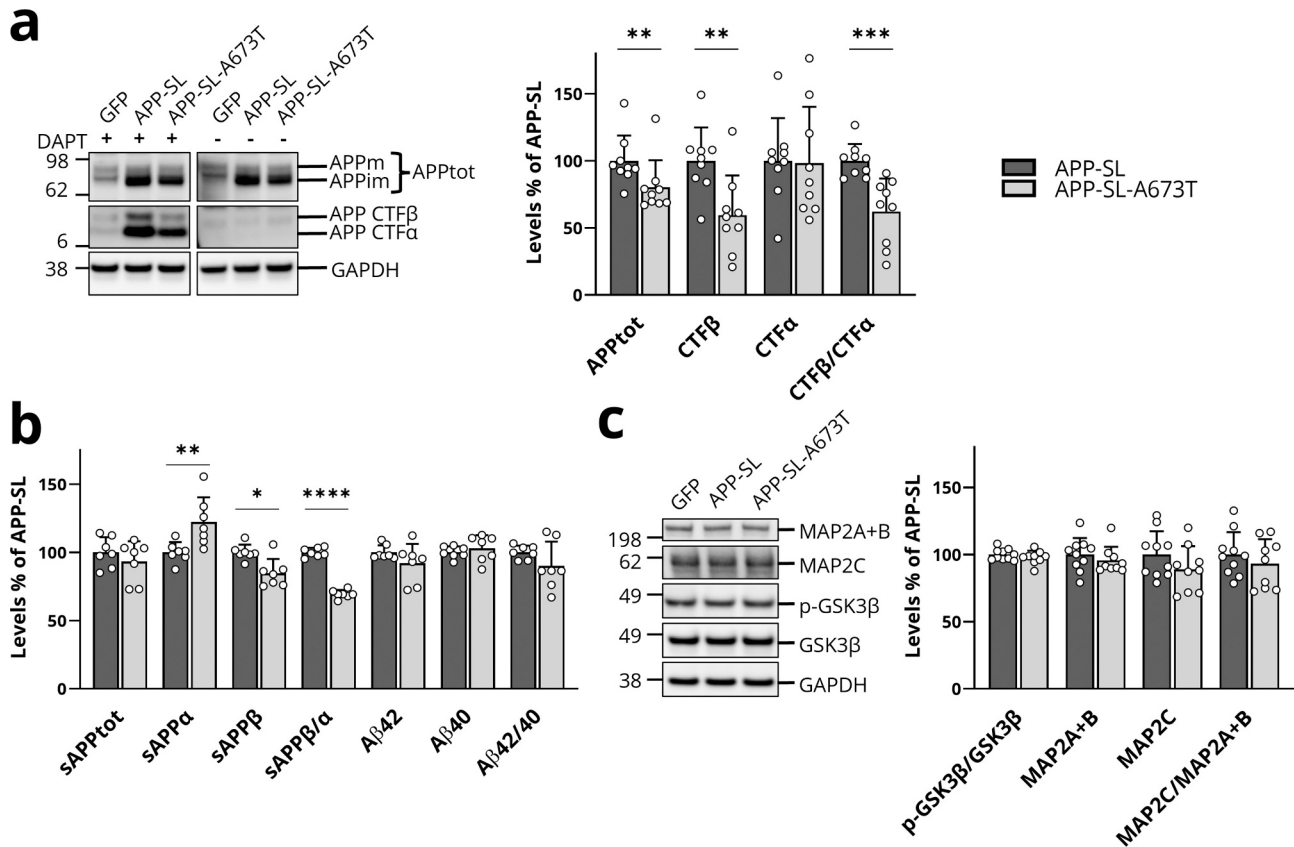 a
GFP
APP-SL
APP-SL-A673T
GFP
APP-SL
APP-SL-A673T
DAPT + + + - - -
98
62
6
38
APPm
APPim
APPtot
APP CTFβ
APP CTFα
GAPDH
Levels % of APP-SL
150
100
50
0
** ** ***
APPtot
CTFβ
CTFα
CTFβ/CTFα
APP-SL
APP-SL-A673T
b
Levels % of APP-SL
150
100
50
0
** * ****
sAPPtot
sAPPα
sAPPβ
sAPPβ/α
Aβ42
Aβ40
Aβ42/40
c
GFP
APP-SL
APP-SL-A673T
198
62
49
49
38
MAP2A+B
MAP2C
p-GSK3β
GSK3β
GAPDH
Levels % of APP-SL
150
100
50
0
p-GSK3β/GSK3β
MAP2A+B
MAP2C
MAP2C/MAP2A+B